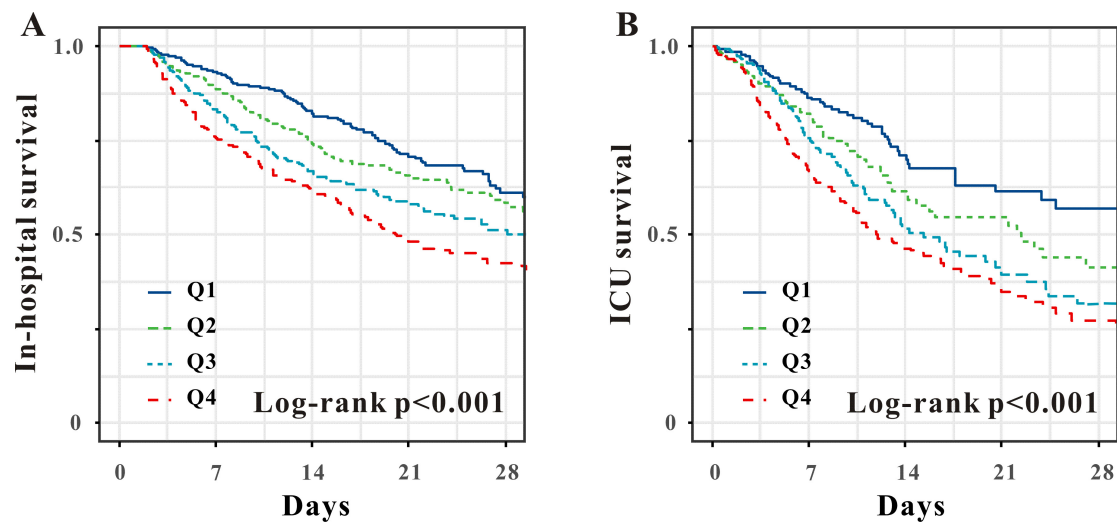 A
In-hospital survival
1.0
0.5
0
Q1
Q2
Q3
Q4
Log-rank p<0.001
0 7 14 21 28
Days
B
ICU survival
1.0
0.5
0
Q1
Q2
Q3
Q4
Log-rank p<0.001
0 7 14 21 28
Days